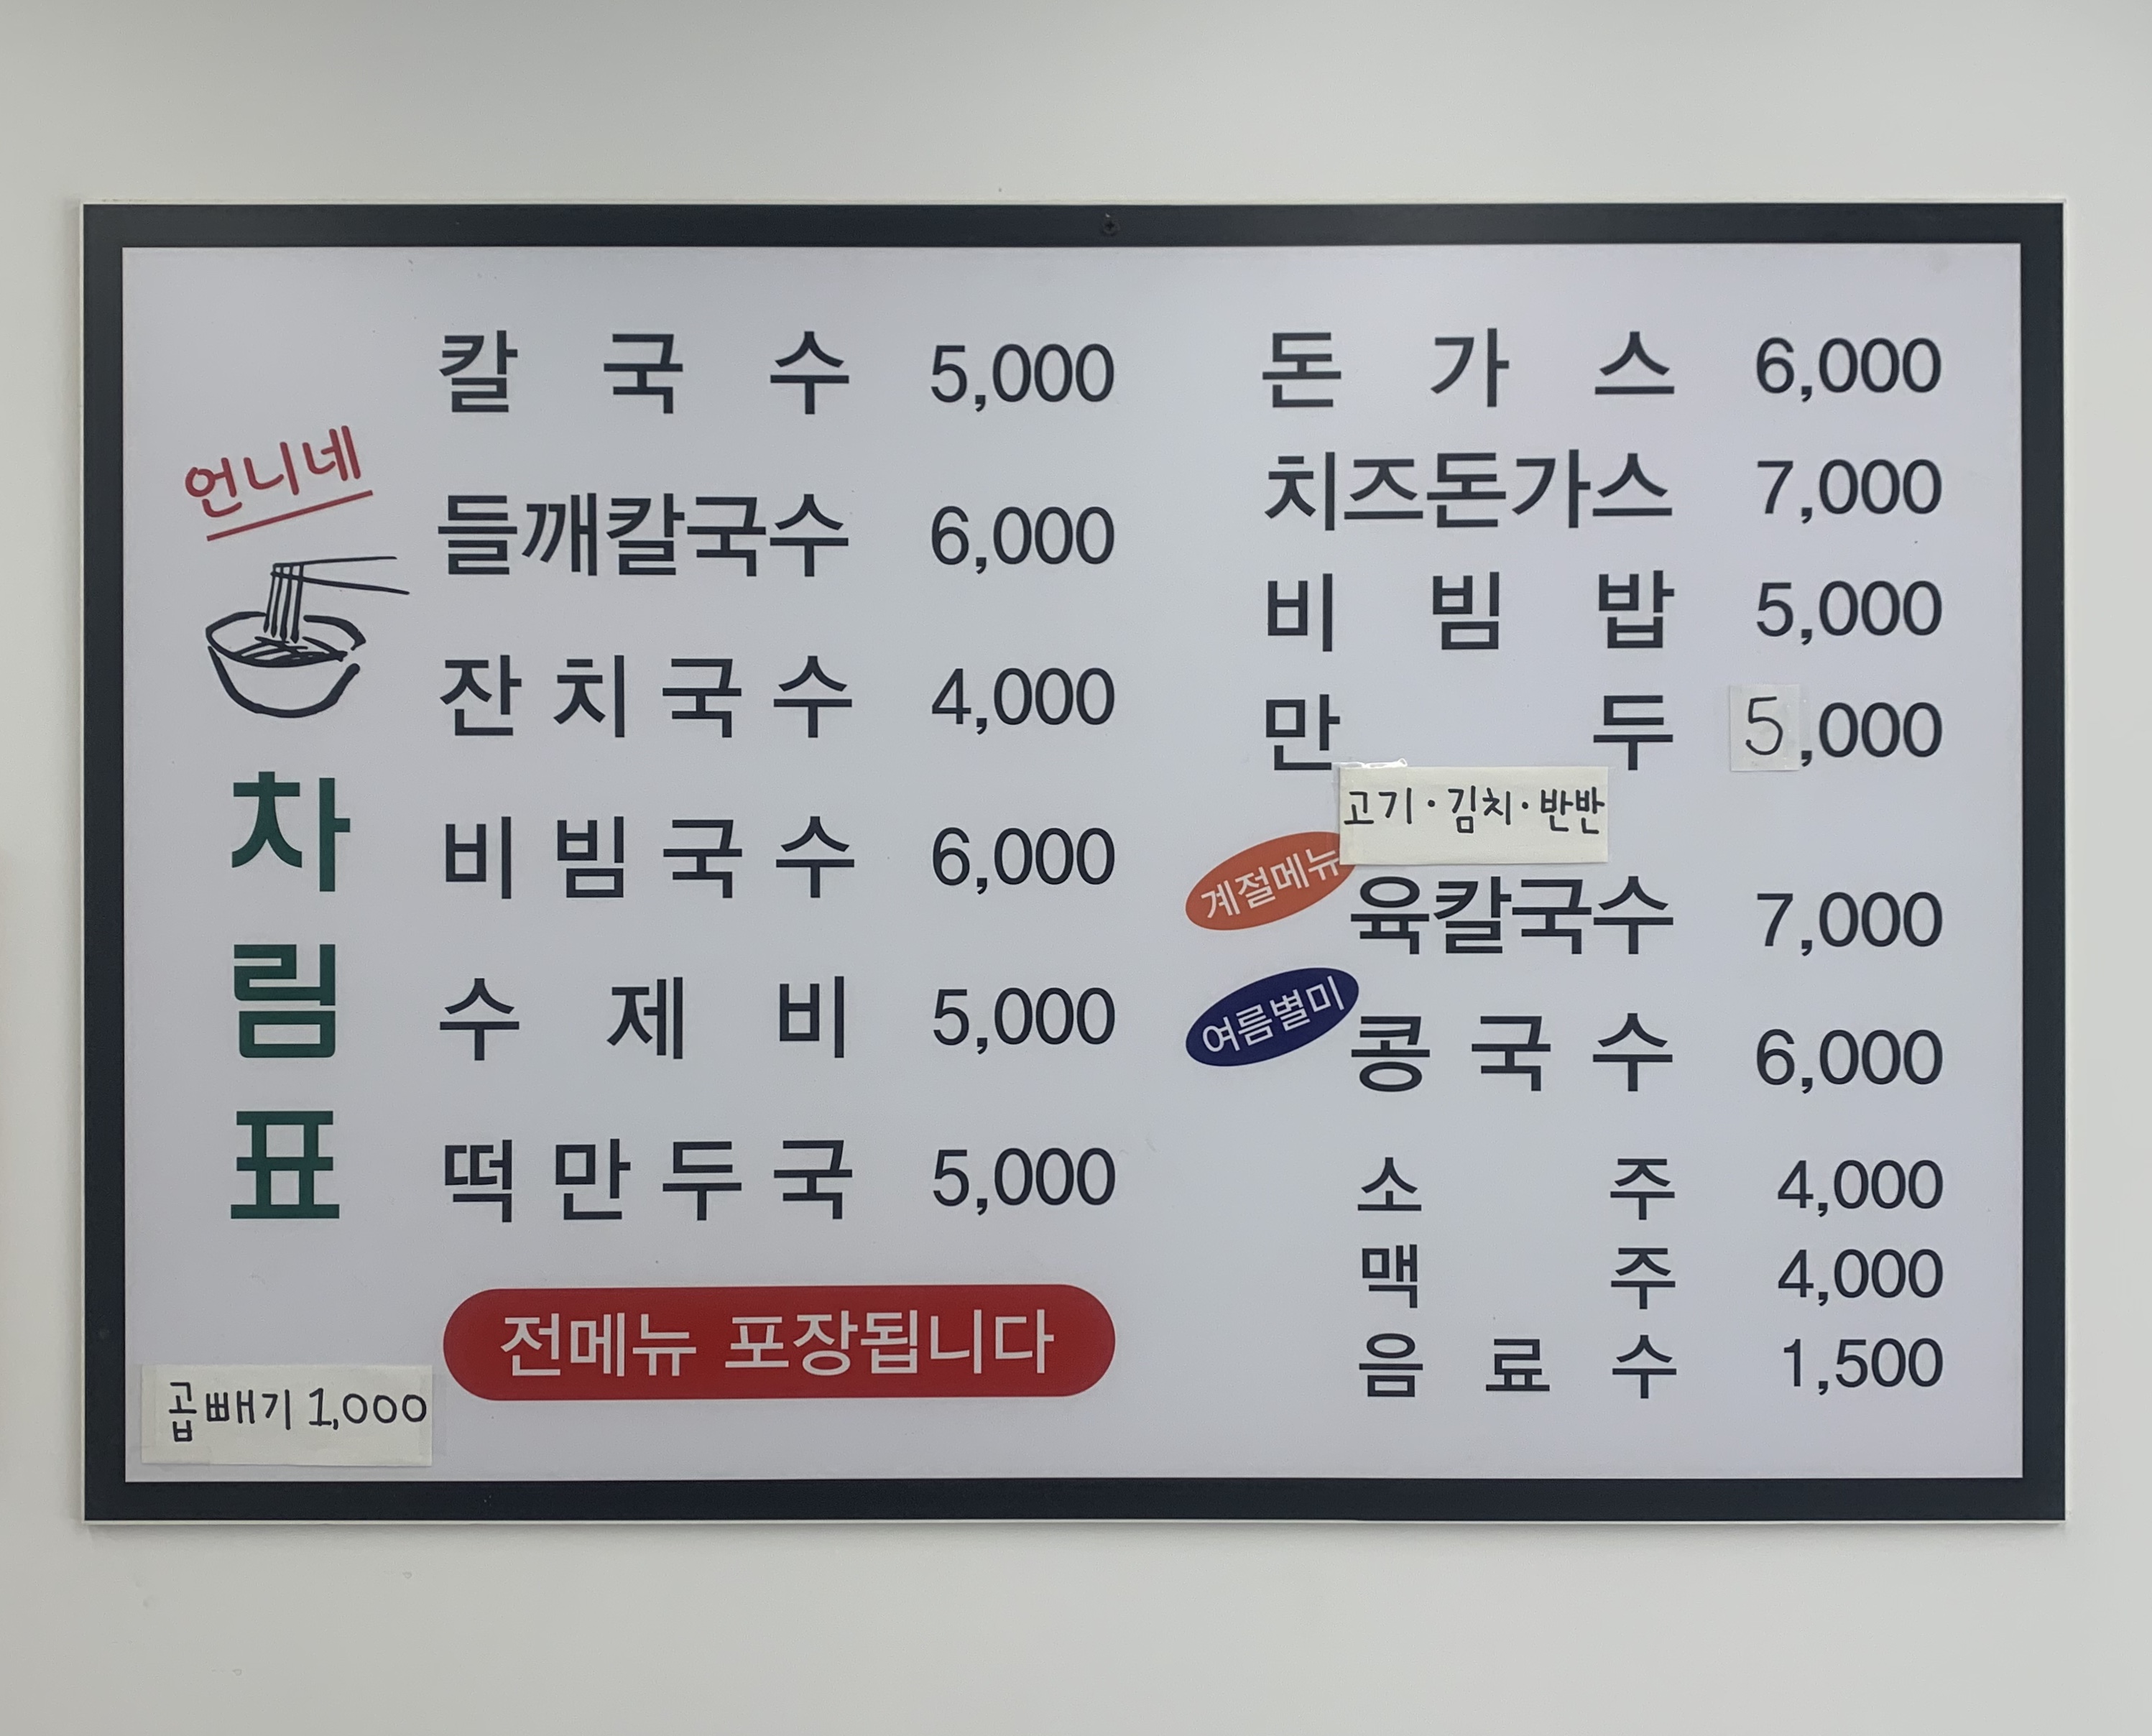 언니네
차림표
칼국수 5,000
들깨칼국수 6,000
잔치국수 4,000
비빔국수 6,000
수제비 5,000
떡만두국 5,000
전메뉴 포장됩니다
곱빼기 1,000
돈가스 6,000
치즈돈가스 7,000
비빔밥 5,000
만두 5,000
고기·김치·반반
계절메뉴 육칼국수 7,000
여름별미 콩국수 6,000
소주 4,000
맥주 4,000
음료수 1,500